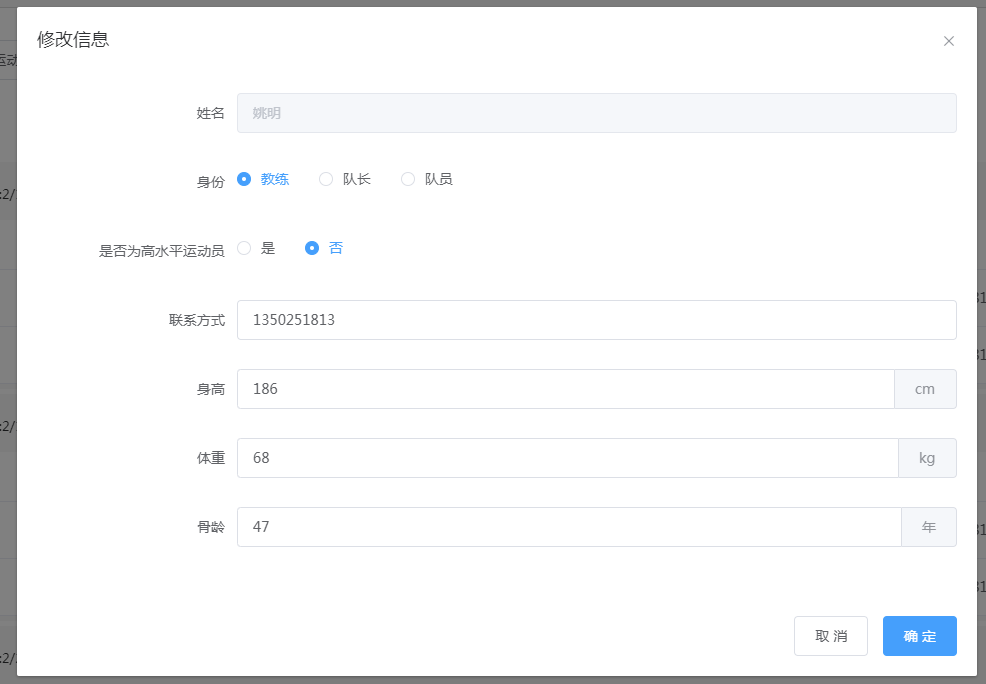 修改信息
姓名 姚明
身份 教练 队长 队员
是否为高水平运动员 是 否
联系方式 1350251813
身高 186 cm
体重 68 kg
骨龄 47 年
取消 确定